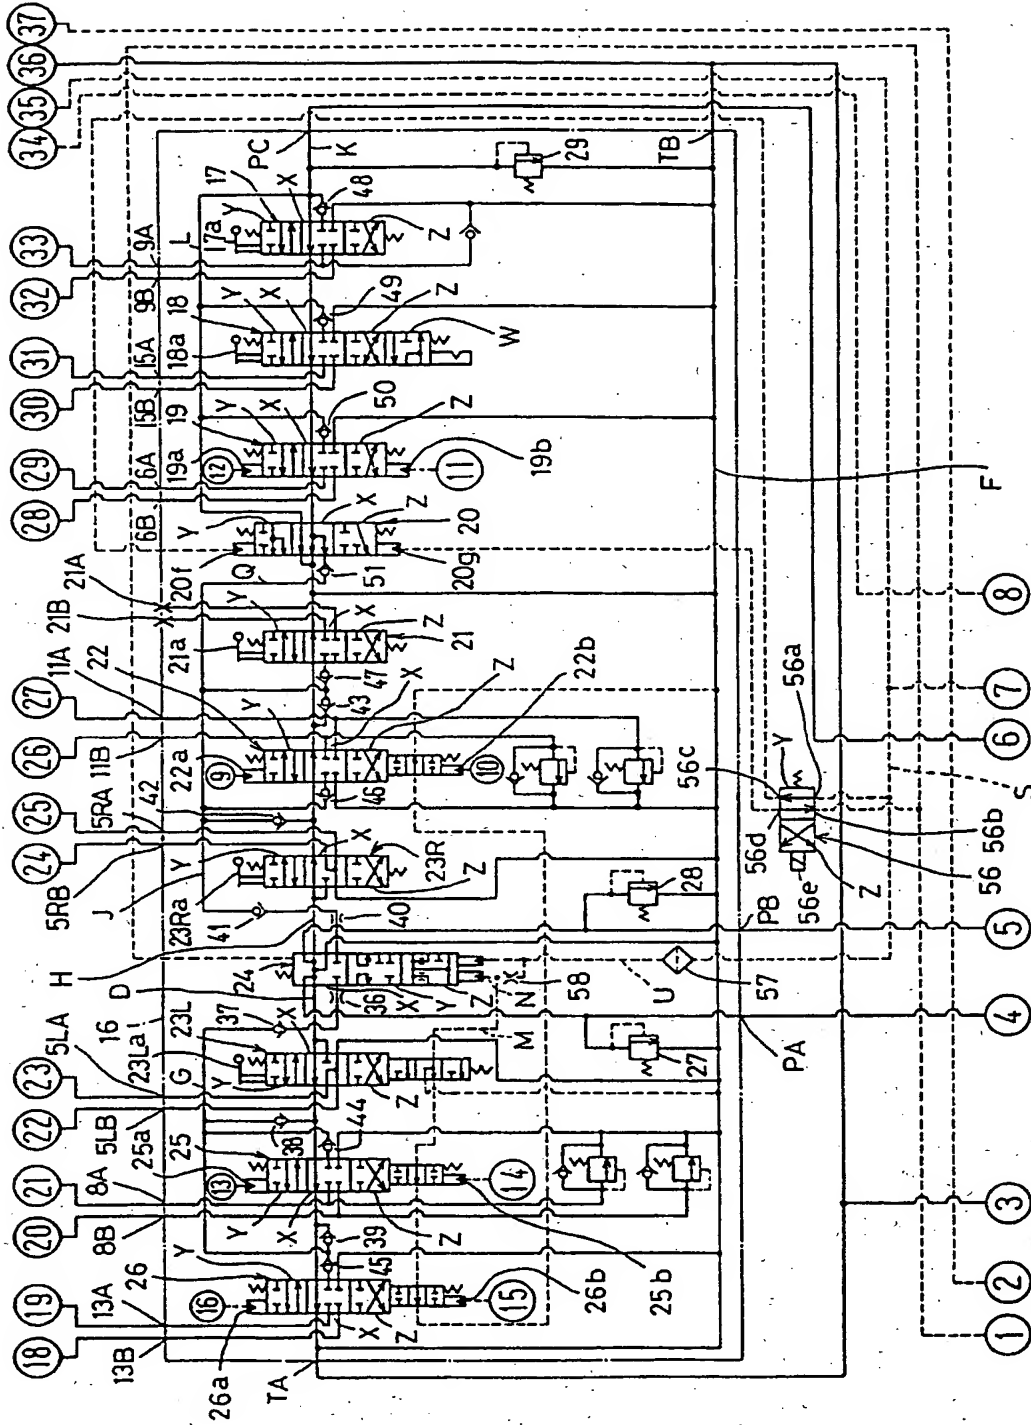 37
36
35
34
33
32
31
30
29
28
27
26
25
24
23
22
21
20
19
18
PC
K
TB
29
17
X
Y
17a
48
Z
9A
L
9B
18
Y
X
49
Z
W
15A
18a
15B
19
Y
X
50
Z
6A
19a
12
11
19b
6B
Y
X
Z
20
20f
20g
51
Q
F
21A
21B
21a
Y
X
Z
21
47
43
22
11A
11B
22a
Y
X
Z
22b
9
10
46
42
5RA
5RB
J
Y
X
23R
Z
23Ra
41
40
H
D
24
36
X
Y
Z
N
58
M
U
57
28
PB
27
PA
56c
56a
56d
56b
56e
56
Y
Z
S
16
5LA
23La
23L
37
X
G
Y
Z
5LB
25a
25
38
44
8A
8B
13
14
Y
X
Z
25b
39
45
26
Y
13A
13B
16
15
X
Z
26b
26a
TA
8
7
6
5
4
3
2
1